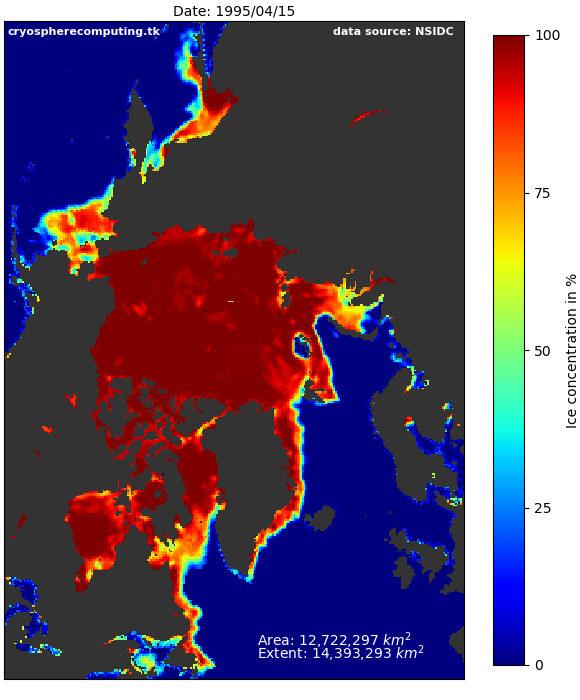 Date: 1995/04/15
cryospherecomputing.tk
data source: NSIDC
100
75
50
25
0
Ice concentration in %
Area: 12,722,297 km²
Extent: 14,393,293 km²